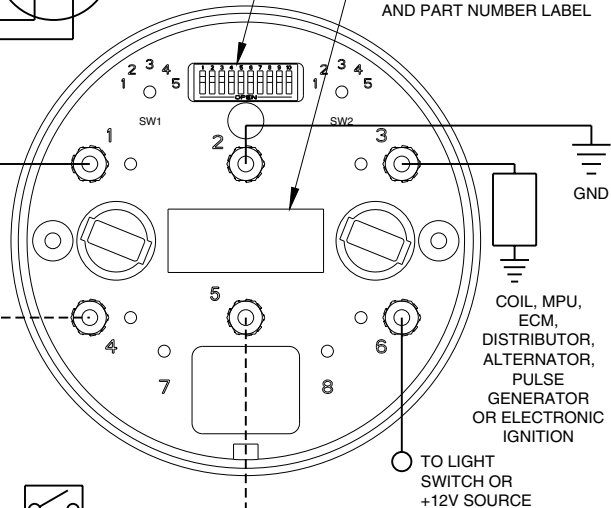 AND PART NUMBER LABEL
1 2 3 4 5
1 2 3 4 5 6 7 8 9 10
OPEN
1 2 3 4 5
SW1
SW2
1
2
3
GND
4
5
6
7
8
COIL, MPU,
ECM,
DISTRIBUTOR,
ALTERNATOR,
PULSE
GENERATOR
OR ELECTRONIC
IGNITION
TO LIGHT
SWITCH OR
+12V SOURCE